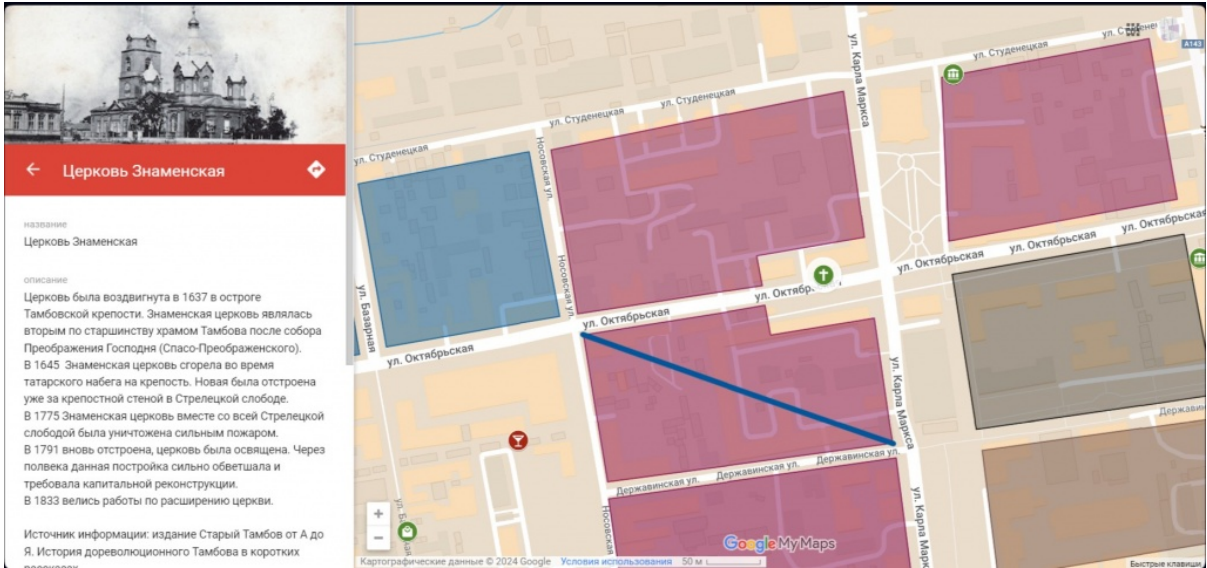 Церковь Знаменская
название
Церковь Знаменская
описание
Церковь была воздвигнута в 1637 в остроге
Тамбовской крепости. Знаменская церковь являлась
вторым по старшинству храмом Тамбова после собора
Преображения Господня (Спасо-Преображенского).
В 1645 Знаменская церковь сгорела во время
татарского набега на крепость. Новая была отстроена
уже за крепостной стеной в Стрелецкой слободе.
В 1775 Знаменская церковь вместе со всей Стрелецкой
слободой была уничтожена сильным пожаром.
В 1791 вновь отстроена, церковь была освящена. Через
полвека данная постройка сильно обветшала и
требовала капитальной реконструкции.
В 1833 велись работы по расширению церкви.
Источник информации: издание Старый Тамбов от А до
Я. История дореволюционного Тамбова в коротких
ул. Студенецкая
ул. Студенецкая
ул. Студенецкая
ул. Студенецкая
A143
ул. Карла Маркса
Носовская ул.
Носовская ул.
ул. Базарная
ул. Октябрьская
ул. Октябрьская
ул. Октябрьская
ул. Октябрьская
ул. Октябрьская
ул. Карла Маркса
ул. Карла Маркса
Державинская ул.
Державинская ул.
Державинская ул.
Носовская
Google My Maps
Картографические данные © 2024 Google
Условия использования
50 м
Быстрые клавиши